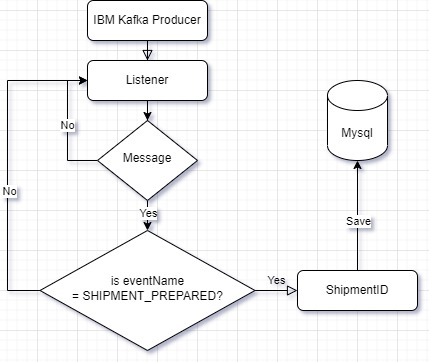 IBM Kafka Producer
Listener
No
Message
Mysql
No
Yes
Save
is eventName
= SHIPMENT_PREPARED?
Yes
ShipmentID